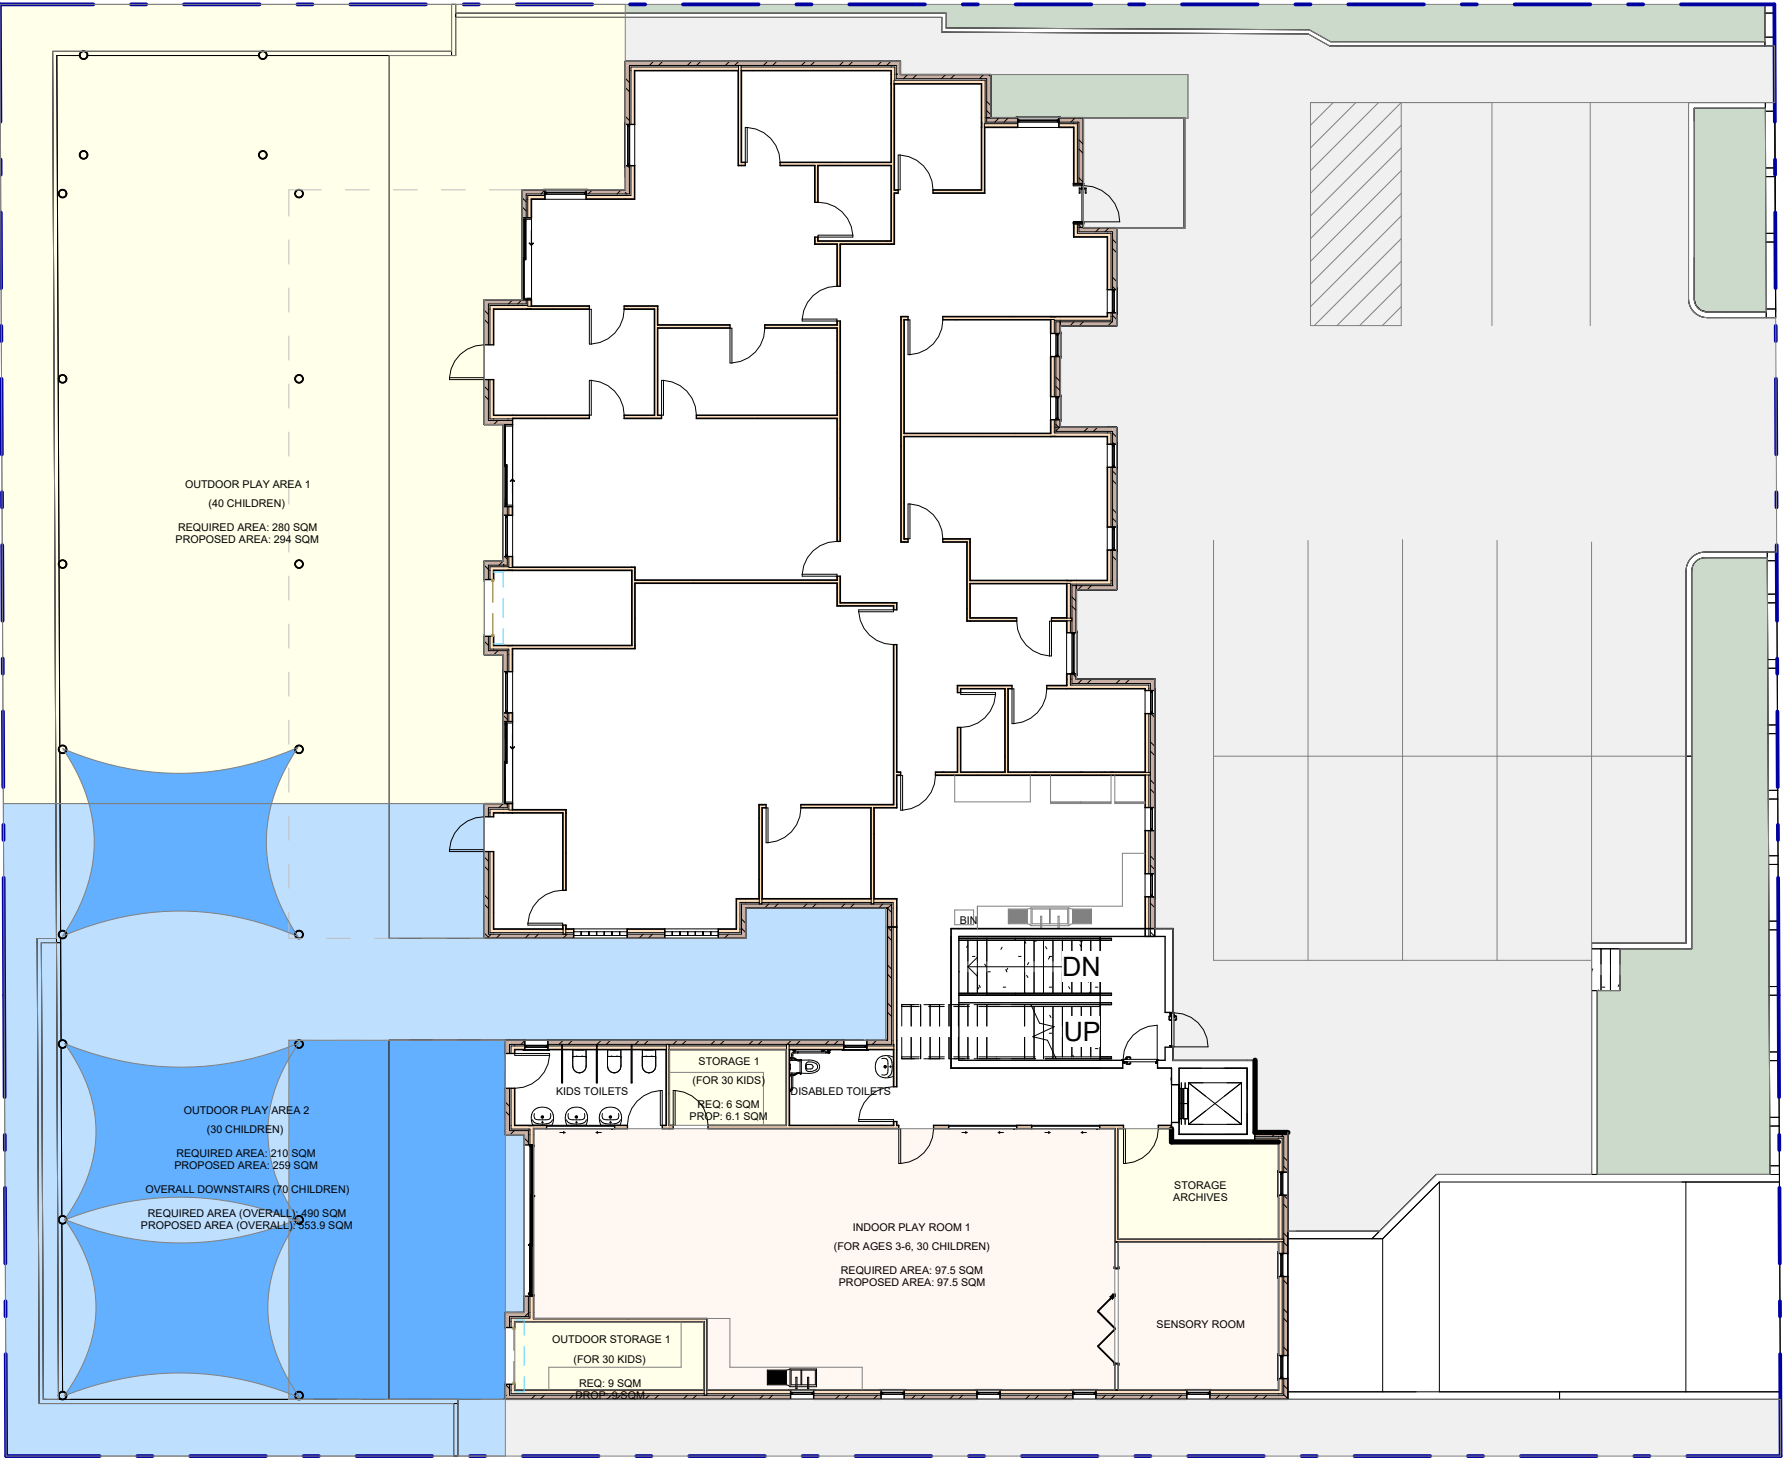 OUTDOOR PLAY AREA 1
(40 CHILDREN)
REQUIRED AREA: 280 SQM
PROPOSED AREA: 294 SQM
BIN
DN
UP
KIDS TOILETS
STORAGE 1
(FOR 30 KIDS)
REQ: 6 SQM
PROP: 6.1 SQM
DISABLED TOILETS
OUTDOOR PLAY AREA 2
(30 CHILDREN)
REQUIRED AREA: 210 SQM
PROPOSED AREA: 259 SQM
OVERALL DOWNSTAIRS (70 CHILDREN)
REQUIRED AREA (OVERALL): 490 SQM
PROPOSED AREA (OVERALL): 553.9 SQM
STORAGE
ARCHIVES
INDOOR PLAY ROOM 1
(FOR AGES 3-6, 30 CHILDREN)
REQUIRED AREA: 97.5 SQM
PROPOSED AREA: 97.5 SQM
SENSORY ROOM
OUTDOOR STORAGE 1
(FOR 30 KIDS)
REQ: 9 SQM
PROP: 9 SQM